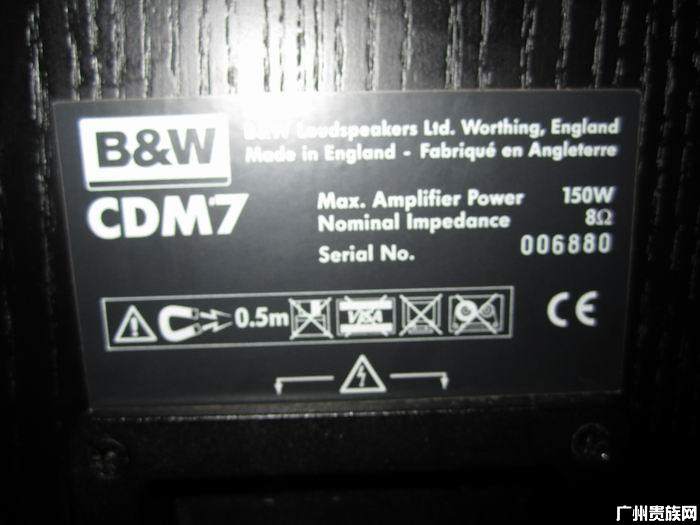 B&W
B&W Loudspeakers Ltd. Worthing, England
Made in England - Fabriqué en Angleterre
CDM7
Max. Amplifier Power 150W
Nominal Impedance 8Ω
Serial No. 006880
0.5m VISA CE
广州贵族网